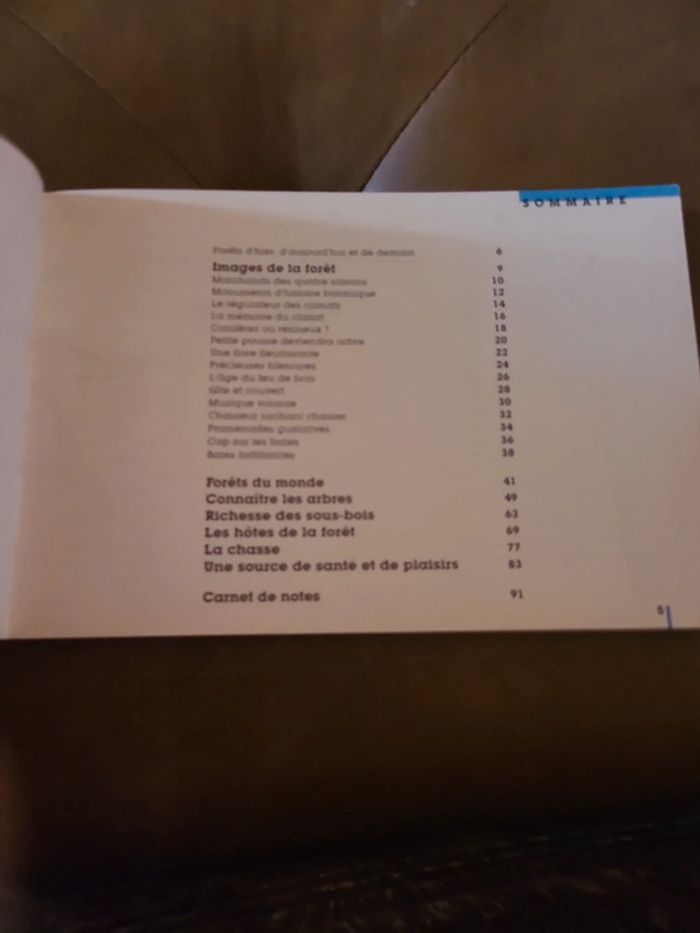 SOMMAIRE
Forêts d'hier, d'aujourd'hui et de demain 6
Images de la forêt 9
Marchands des quatre saisons 10
Monuments d'histoire botanique 12
Le régulateur des climats 14
La mémoire du climat 16
Conifères ou résineux ? 18
Petite pousse deviendra arbre 20
Une flore fleurissante 22
Précieuses blessures 24
L'âge du feu de bois 26
Gîte et couvert 28
Musique volante 30
Chasseur sachant chasser 32
Promenades gustatives 34
Cap sur les baies 36
Baies fortifiantes 38
Forêts du monde 41
Connaître les arbres 49
Richesse des sous-bois 63
Les hôtes de la forêt 69
La chasse 77
Une source de santé et de plaisirs 83
Carnet de notes 91
5